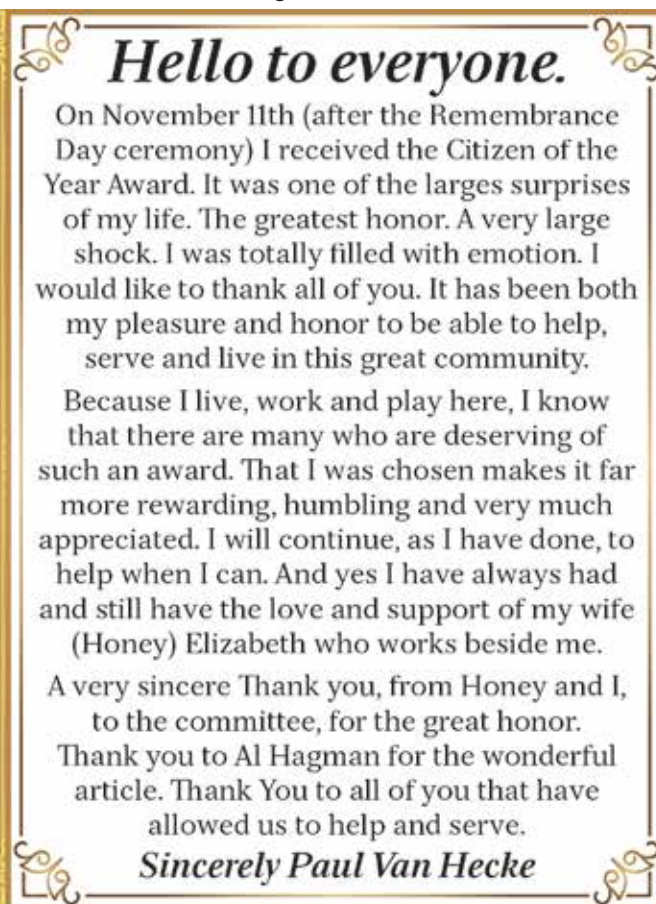 Hello to everyone.
On November 11th (after the Remembrance
Day ceremony) I received the Citizen of the
Year Award. It was one of the larges surprises
of my life. The greatest honor. A very large
shock. I was totally filled with emotion. I
would like to thank all of you. It has been both
my pleasure and honor to be able to help,
serve and live in this great community.
Because I live, work and play here, I know
that there are many who are deserving of
such an award. That I was chosen makes it far
more rewarding, humbling and very much
appreciated. I will continue, as I have done, to
help when I can. And yes I have always had
and still have the love and support of my wife
(Honey) Elizabeth who works beside me.
A very sincere Thank you, from Honey and I,
to the committee, for the great honor.
Thank you to Al Hagman for the wonderful
article. Thank You to all of you that have
allowed us to help and serve.
Sincerely Paul Van Hecke